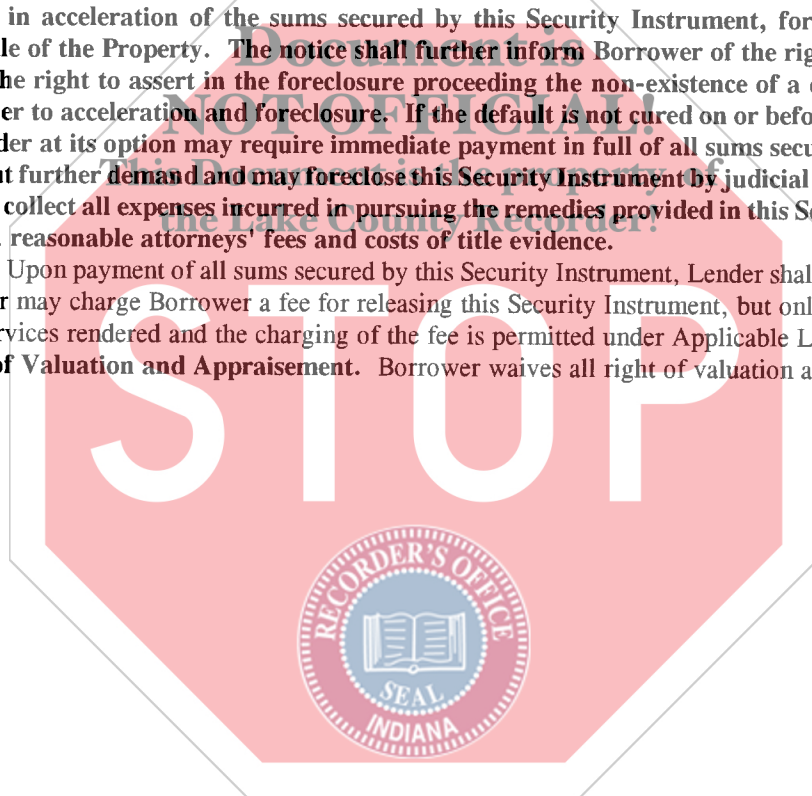 in acceleration of the sums secured by this Security Instrument, for
le of the Property. The notice shall further inform Borrower of the rig
he right to assert in the foreclosure proceeding the non-existence of a
er to acceleration and foreclosure. If the default is not cured on or befo
der at its option may require immediate payment in full of all sums secu
t further demand and may foreclose this Security Instrument by judicial
collect all expenses incurred in pursuing the remedies provided in this Se
reasonable attorneys' fees and costs of title evidence.
Upon payment of all sums secured by this Security Instrument, Lender shal
r may charge Borrower a fee for releasing this Security Instrument, but onl
rvices rendered and the charging of the fee is permitted under Applicable L
of Valuation and Appraisement. Borrower waives all right of valuation a
Document is
NOT OFFICIAL!
This Document is the property of
the Lake County Recorder!
STOP
RECORDER'S OFFICE
SEAL
INDIANA